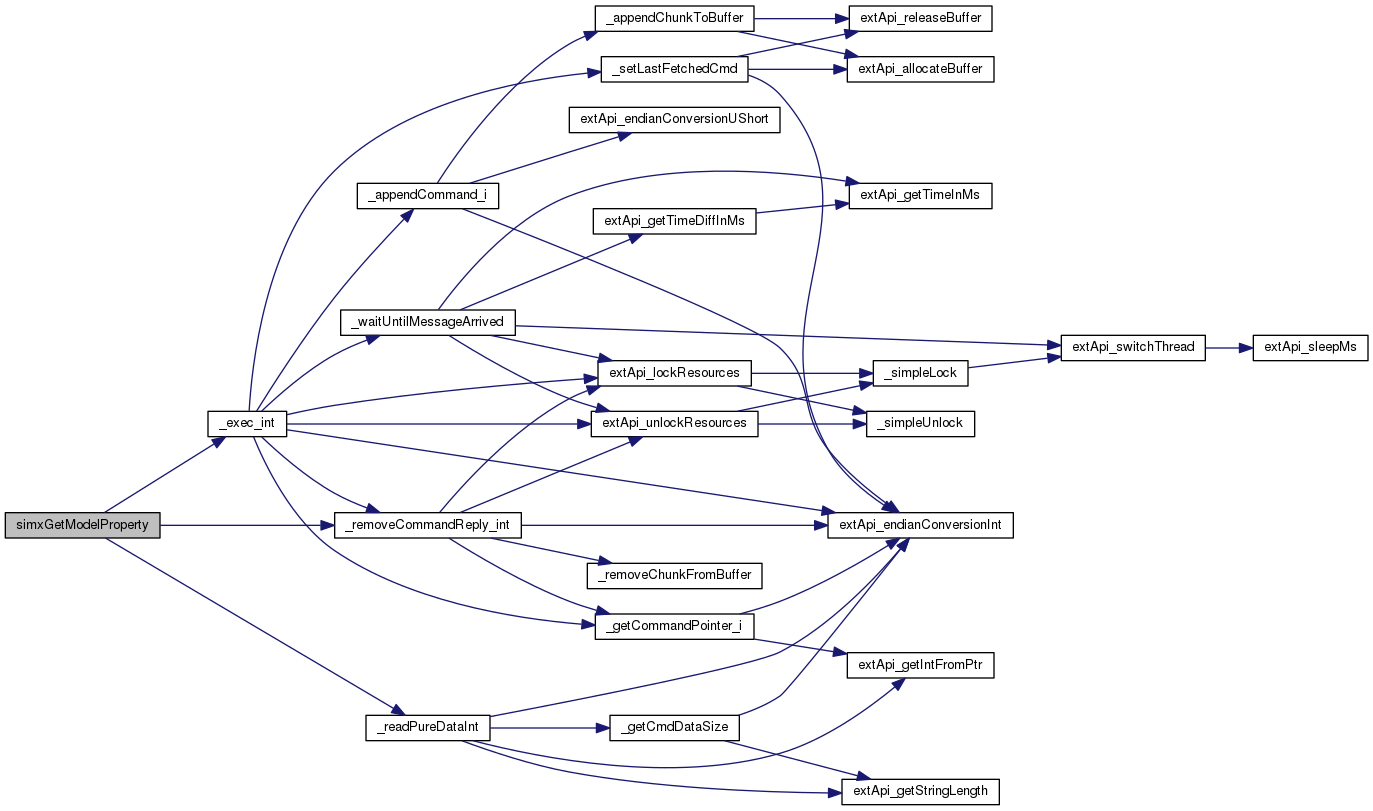 _appendChunkToBuffer
extApi_releaseBuffer
_setLastFetchedCmd
extApi_allocateBuffer
extApi_endianConversionUShort
_appendCommand_i
extApi_getTimeInMs
extApi_getTimeDiffInMs
_waitUntilMessageArrived
extApi_switchThread
extApi_sleepMs
extApi_lockResources
_simpleLock
_exec_int
extApi_unlockResources
_simpleUnlock
simxGetModelProperty
_removeCommandReply_int
extApi_endianConversionInt
_removeChunkFromBuffer
_getCommandPointer_i
extApi_getIntFromPtr
_readPureDataInt
_getCmdDataSize
extApi_getStringLength